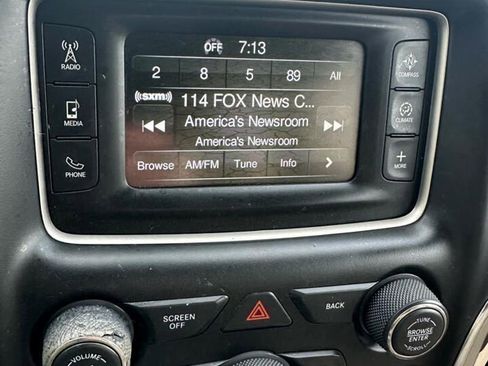 OFF 7:13
RADIO
2 8 5 89 All
COMPASS
((sxm)) 114 FOX News C...
MEDIA
America's Newsroom
CLIMATE
America's Newsroom
PHONE
Browse AM/FM Tune Info
+
MORE
SCREEN OFF
BACK
TUNE
BROWSE
ENTER
SCROLL
VOLUME